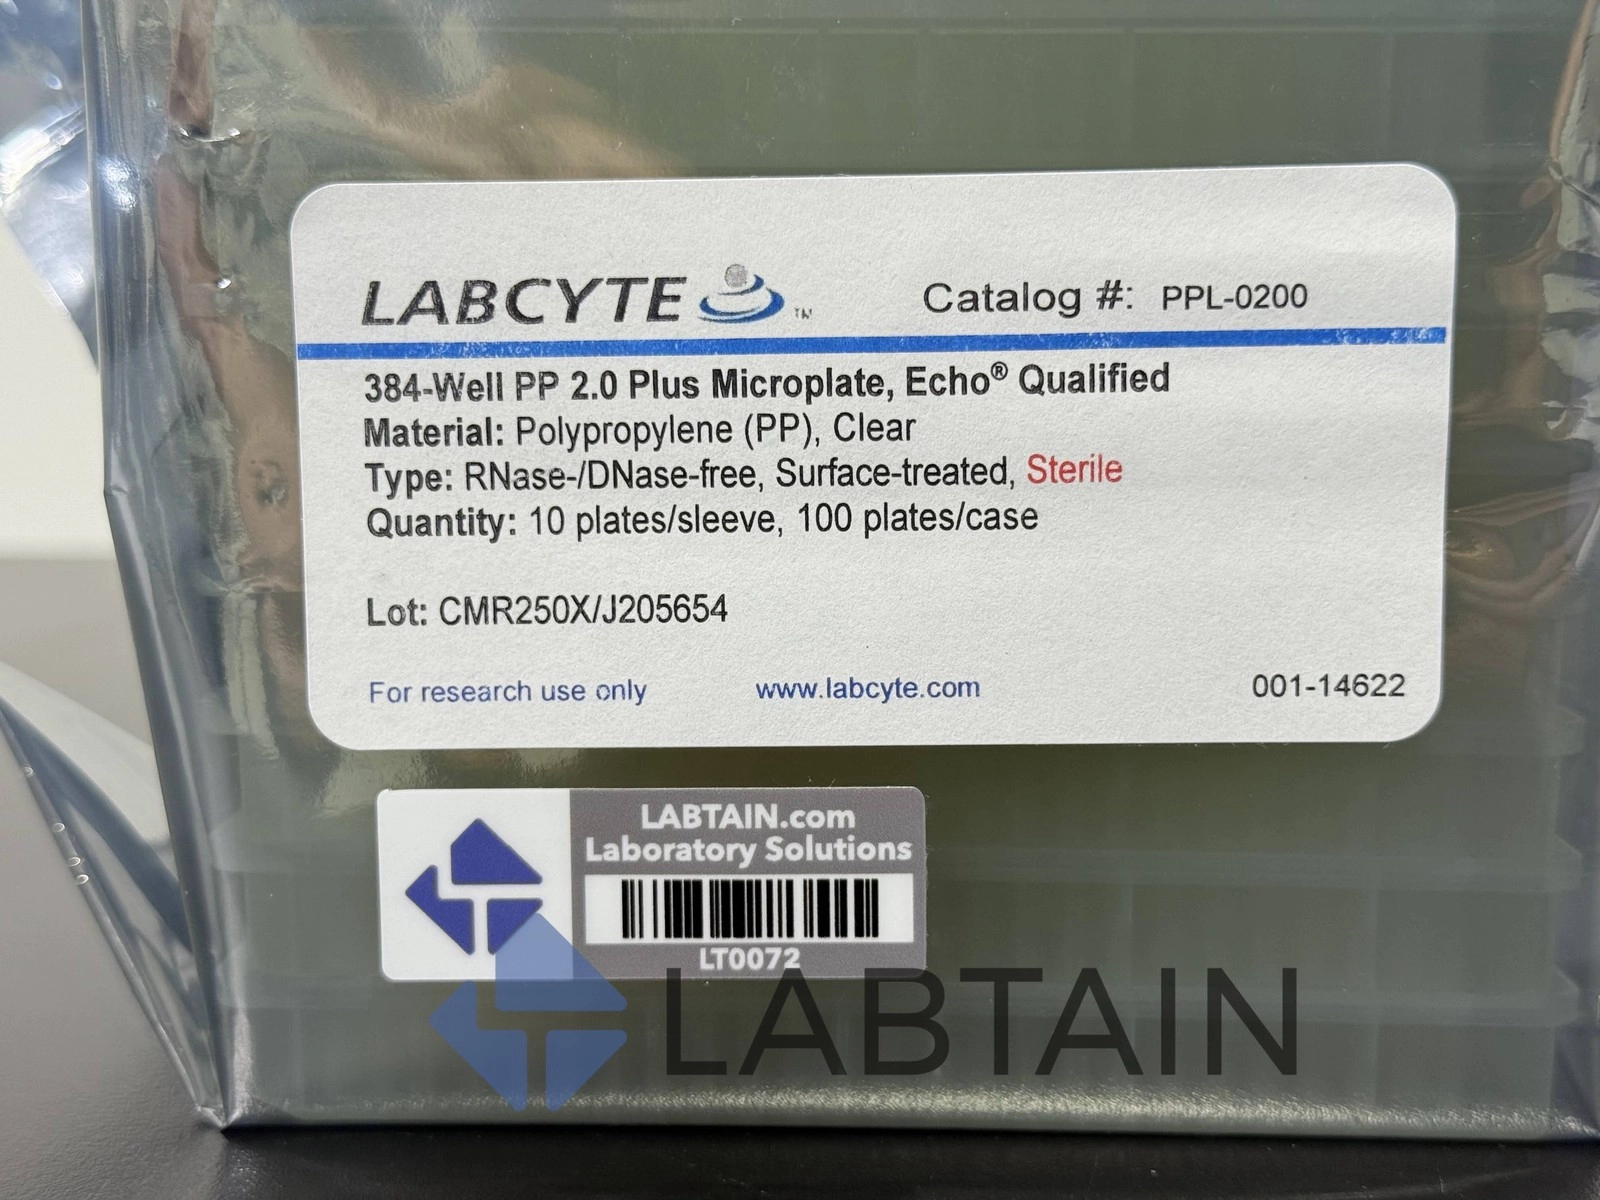 LABCYTE ™
Catalog #: PPL-0200
384-Well PP 2.0 Plus Microplate, Echo® Qualified
Material: Polypropylene (PP), Clear
Type: RNase-/DNase-free, Surface-treated, Sterile
Quantity: 10 plates/sleeve, 100 plates/case
Lot: CMR250X/J205654
For research use only
www.labcyte.com
001-14622
LABTAIN.com
Laboratory Solutions
LT0072
LABTAIN